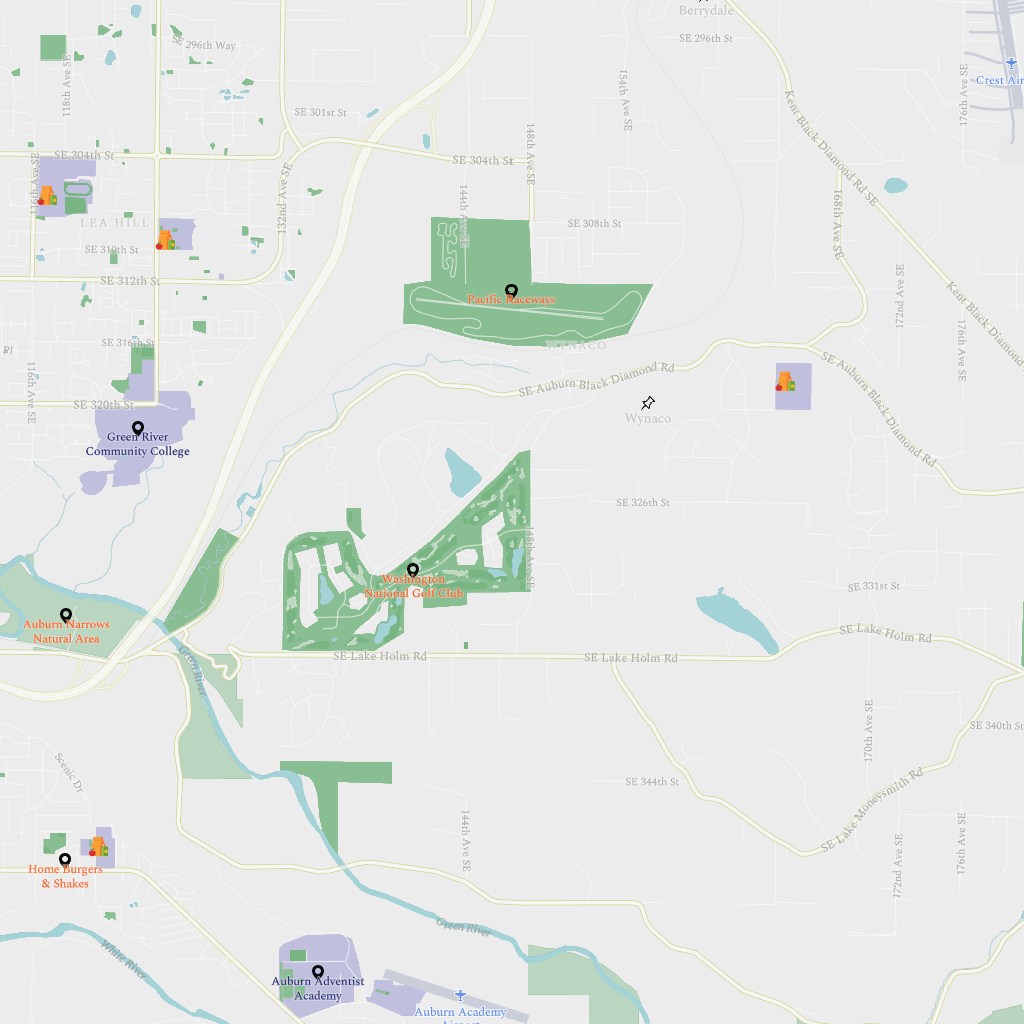 Berrydale
SE 296th Way
SE 296th St
118th Ave SE
154th Ave SE
176th Ave SE
Crest Air
SE 301st St
Kent Black Diamond Rd SE
148th Ave SE
SE 304th St
SE 304th St
116th Ave SE
132nd Ave SE
144th Ave SE
168th Ave SE
LEA HILL
SE 308th St
SE 310th St
SE 312th St
172nd Ave SE
Kent Black Diamond
Pacific Raceways
176th Ave SE
SE 316th St
WYNACO
Pl
116th Ave SE
SE Auburn Black Diamond Rd
SE Auburn Black Diamond Rd
SE 320th St
Wynaco
Green River
Community College
SE 326th St
148th Ave SE
Washington
National Golf Club
SE 331st St
Auburn Narrows
Natural Area
SE Lake Holm Rd
SE Lake Holm Rd
SE Lake Holm Rd
Green River
170th Ave SE
SE 340th St
Scenic Dr
SE 344th St
SE Lake Moneysmith Rd
144th Ave SE
172nd Ave SE
176th Ave SE
Home Burgers
& Shakes
Green River
White River
Auburn Adventist
Academy
Auburn Academy
Airport